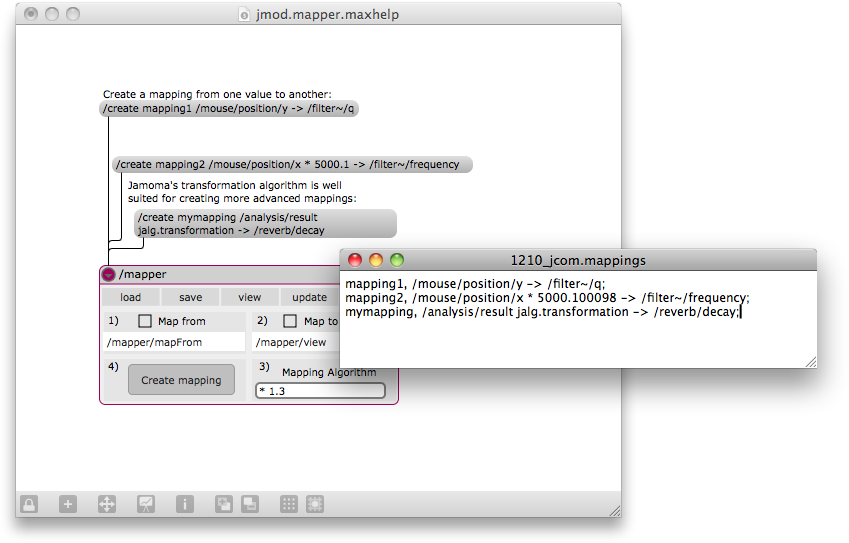 jmod.mapper.maxhelp
Create a mapping from one value to another:
/create mapping1 /mouse/position/y -> /filter~/q
/create mapping2 /mouse/position/x * 5000.1 -> /filter~/frequency
Jamoma's transformation algorithm is well
suited for creating more advanced mappings:
/create mymapping /analysis/result
jalg.transformation -> /reverb/decay
/mapper
load save view update
1) Map from 2) Map to
/mapper/mapFrom /mapper/view
4) Create mapping 3) Mapping Algorithm
* 1.3
1210_jcom.mappings
mapping1, /mouse/position/y -> /filter~/q;
mapping2, /mouse/position/x * 5000.100098 -> /filter~/frequency;
mymapping, /analysis/result jalg.transformation -> /reverb/decay;